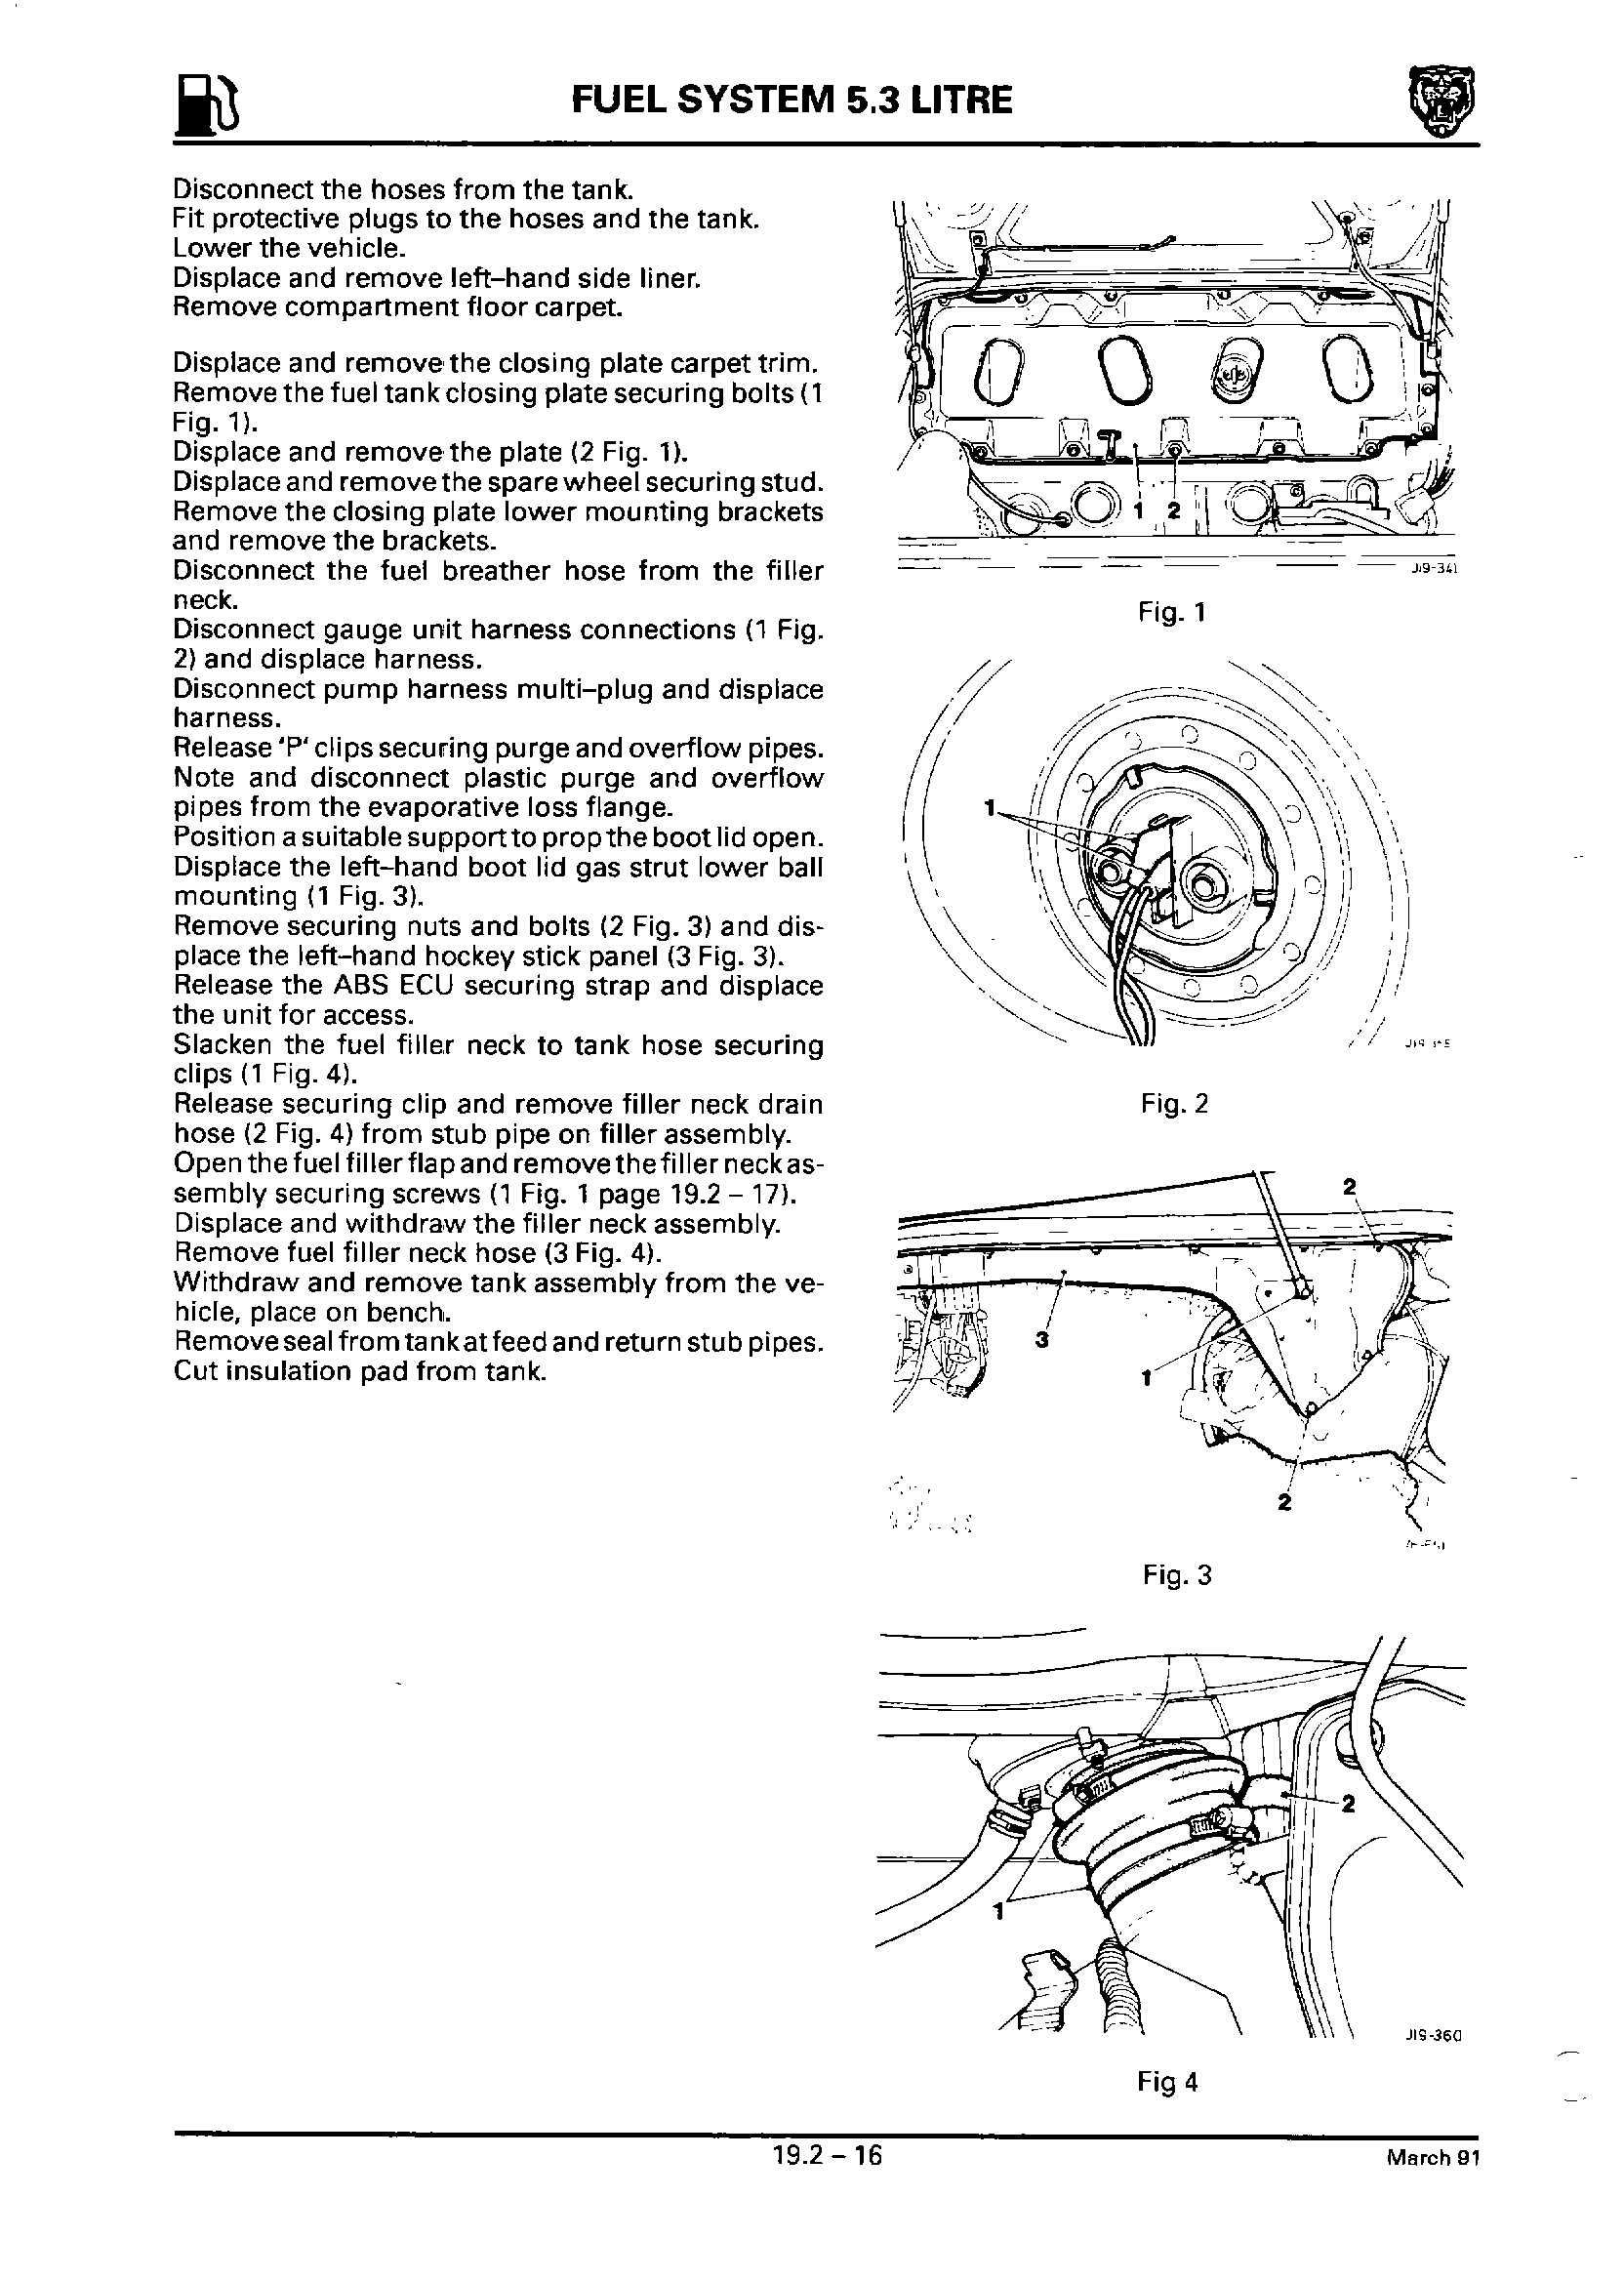 FUEL SYSTEM 5.3 LITRE
Disconnect the hoses from the tank.
Fit protective plugs to the hoses and the tank.
Lower the vehicle.
Displace and remove left–hand side liner.
Remove compartment floor carpet.
Displace and remove the closing plate carpet trim.
Remove the fuel tank closing plate securing bolts (1
Fig. 1).
Displace and remove the plate (2 Fig. 1).
Displace and remove the spare wheel securing stud.
Remove the closing plate lower mounting brackets
and remove the brackets.
Disconnect the fuel breather hose from the filler
neck.
Disconnect gauge unit harness connections (1 Fig.
2) and displace harness.
Disconnect pump harness multi–plug and displace
harness.
Release 'P' clips securing purge and overflow pipes.
Note and disconnect plastic purge and overflow
pipes from the evaporative loss flange.
Position a suitable support to prop the boot lid open.
Displace the left–hand boot lid gas strut lower ball
mounting (1 Fig. 3).
Remove securing nuts and bolts (2 Fig. 3) and dis-
place the left–hand hockey stick panel (3 Fig. 3).
Release the ABS ECU securing strap and displace
the unit for access.
Slacken the fuel filler neck to tank hose securing
clips (1 Fig. 4).
Release securing clip and remove filler neck drain
hose (2 Fig. 4) from stub pipe on filler assembly.
Open the fuel filler flap and remove the filler neck as-
sembly securing screws (1 Fig. 1 page 19.2 – 17).
Displace and withdraw the filler neck assembly.
Remove fuel filler neck hose (3 Fig. 4).
Withdraw and remove tank assembly from the ve-
hicle, place on bench.
Remove seal from tank at feed and return stub pipes.
Cut insulation pad from tank.
1 2
J19-341
Fig. 1
1
Fig. 2
2
3
1
2
Fig. 3
2
1
J19-360
Fig 4
19.2 – 16
March 91